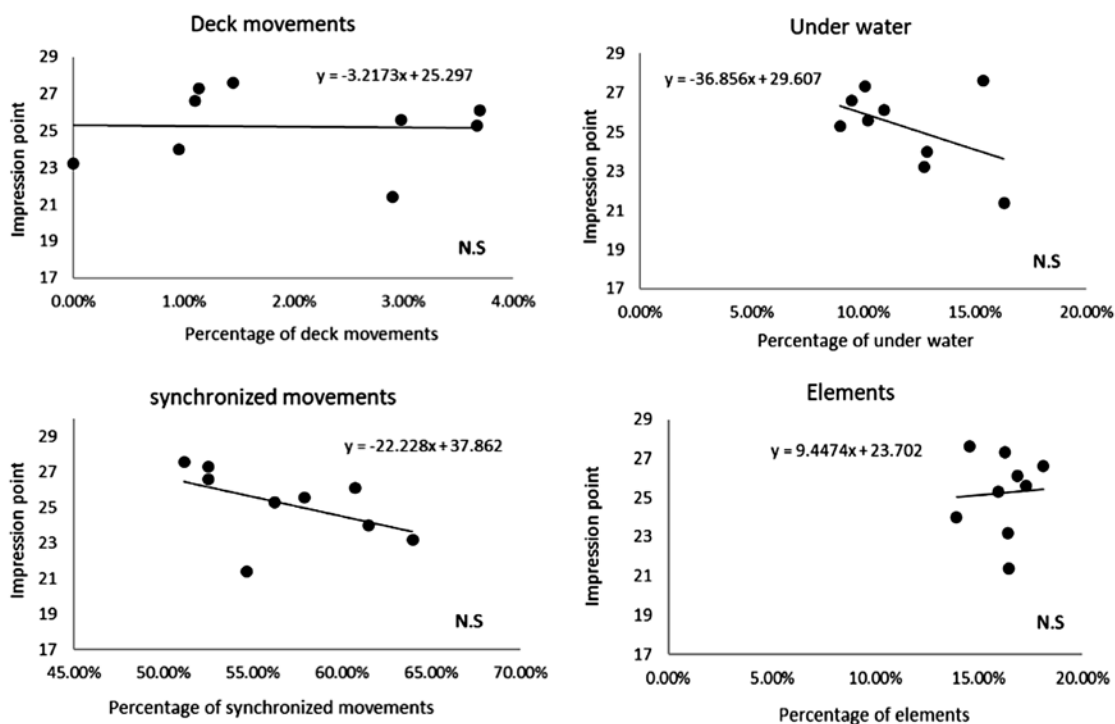 Deck movements
29
27
25
23
21
19
17
Impression point
y = -3.2173x + 25.297
N.S
0.00% 1.00% 2.00% 3.00% 4.00%
Percentage of deck movements
Under water
29
27
25
23
21
19
17
Impression point
y = -36.856x + 29.607
N.S
0.00% 5.00% 10.00% 15.00% 20.00%
Percentage of under water
synchronized movements
29
27
25
23
21
19
17
Impression point
y = -22.228x + 37.862
N.S
45.00% 50.00% 55.00% 60.00% 65.00% 70.00%
Percentage of synchronized movements
Elements
29
27
25
23
21
19
17
Impression point
y = 9.4474x + 23.702
N.S
0.00% 5.00% 10.00% 15.00% 20.00%
Percentage of elements